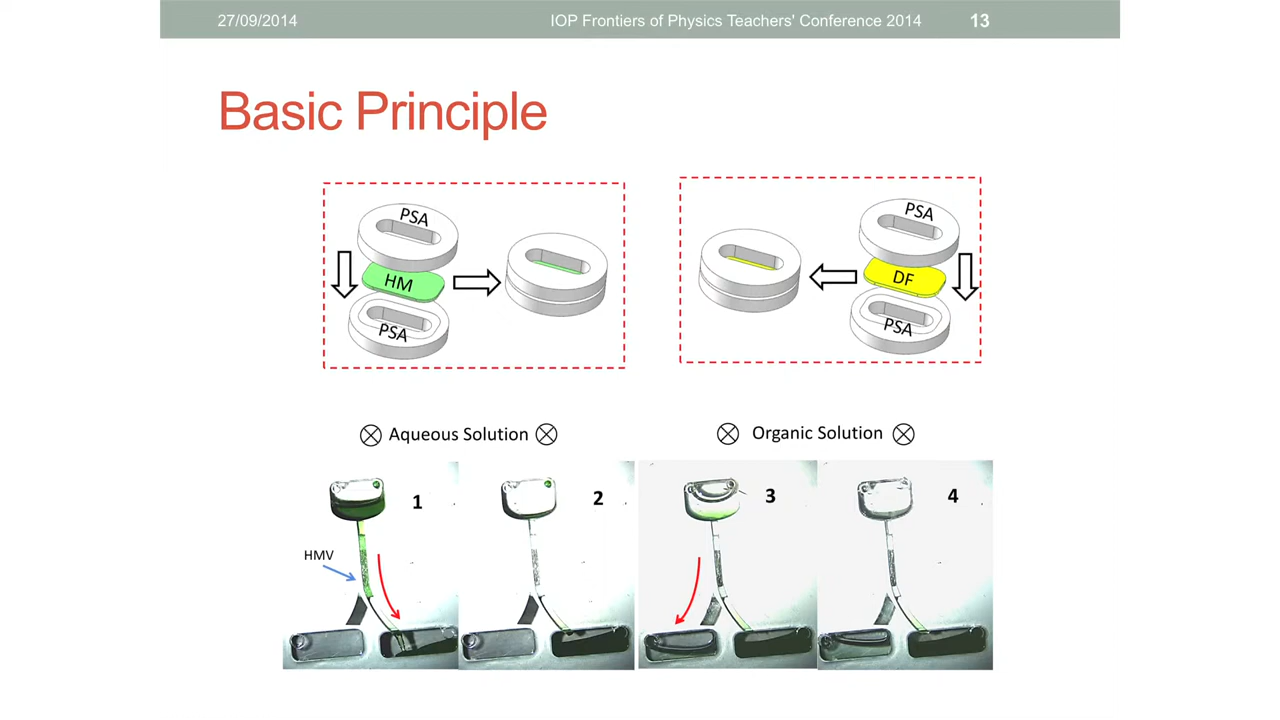 27/09/2014 IOP Frontiers of Physics Teachers' Conference 2014 13
Basic Principle
PSA
HM
PSA
PSA
DF
PSA
Aqueous Solution
Organic Solution
1
2
3
4
HMV